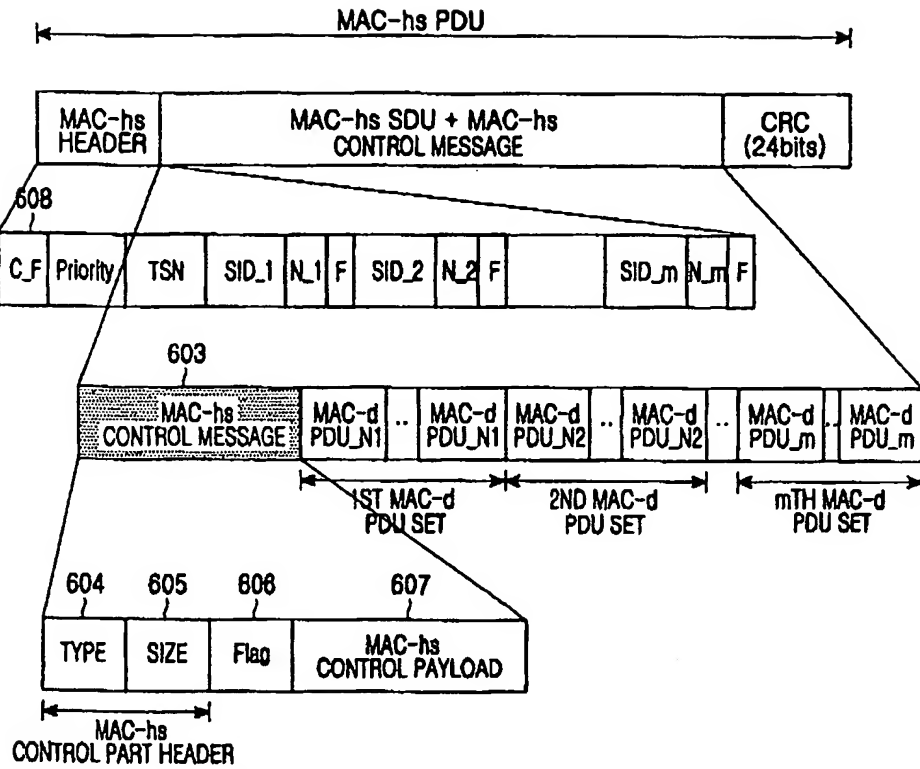 MAC-hs PDU
MAC-hs HEADER
MAC-hs SDU + MAC-hs CONTROL MESSAGE
CRC (24bits)
608
C_F Priority TSN SID_1 N_1 F SID_2 N_2 F SID_m N_m F
603
MAC-hs CONTROL MESSAGE
MAC-d PDU_N1 .. MAC-d PDU_N1 MAC-d PDU_N2 .. MAC-d PDU_N2 .. MAC-d PDU_m .. MAC-d PDU_m
1ST MAC-d PDU SET
2ND MAC-d PDU SET
mTH MAC-d PDU SET
604 605 606 607
TYPE SIZE Flag MAC-hs CONTROL PAYLOAD
MAC-hs CONTROL PART HEADER